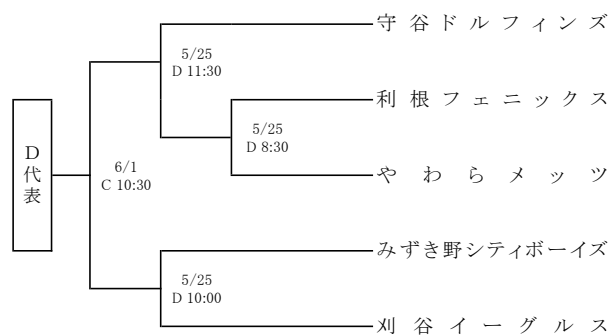 守谷ドルフィンズ
5/25
D 11:30
利根フェニックス
5/25
D 8:30
やわらメッツ
D代表
6/1
C 10:30
みずき野シティボーイズ
5/25
D 10:00
刈谷イーグルス